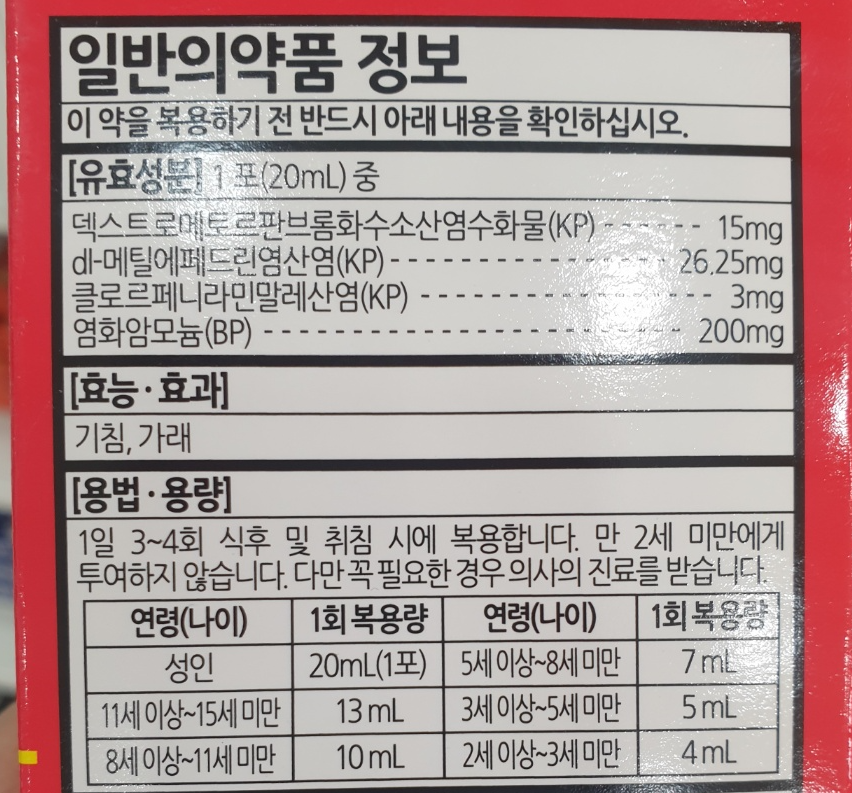 일반의약품 정보
이 약을 복용하기 전 반드시 아래 내용을 확인하십시오.
[유효성분] 1 포(20mL) 중
덱스트로메토르판브롬화수소산염수화물(KP) ------ 15mg
dl-메틸에페드린염산염(KP) ------------------ 26.25mg
클로르페니라민말레산염(KP) ------------------ 3mg
염화암모늄(BP) -------------------------- 200mg
[효능·효과]
기침, 가래
[용법·용량]
1일 3~4회 식후 및 취침 시에 복용합니다. 만 2세 미만에게
투여하지 않습니다. 다만 꼭 필요한 경우 의사의 진료를 받습니다.
연령(나이) 1회 복용량 연령(나이) 1회 복용량
성인 20mL(1포) 5세 이상~8세 미만 7 mL
11세 이상~15세 미만 13 mL 3세 이상~5세 미만 5 mL
8세 이상~11세 미만 10 mL 2세 이상~3세 미만 4 mL